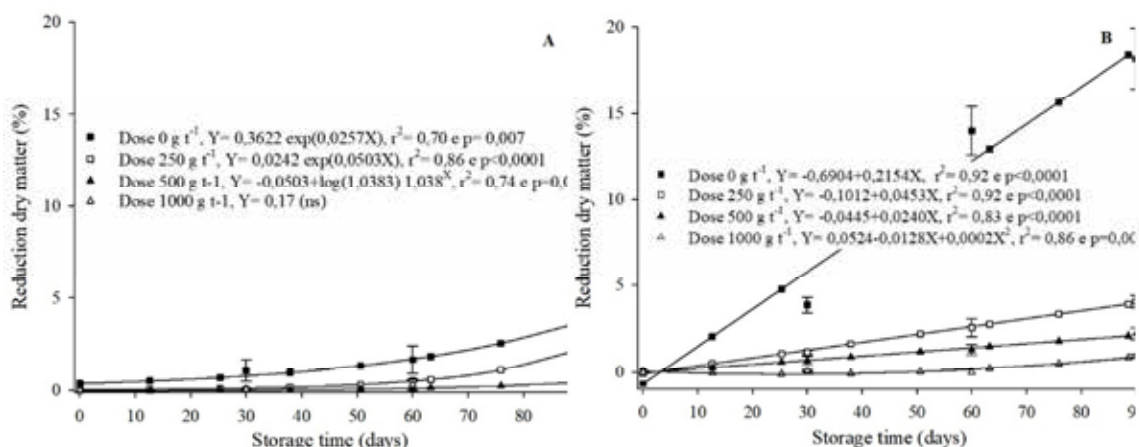 A
Reduction dry matter (%)
20
15
10
5
0
Dose 0 g t⁻¹, Y= 0,3622 exp(0,0257X), r²= 0,70 e p= 0,007
Dose 250 g t⁻¹, Y= 0,0242 exp(0,0503X), r²= 0,86 e p<0,0001
Dose 500 g t-1, Y= -0,0503+log(1,0383) 1,038ˣ, r²= 0,74 e p=0,0
Dose 1000 g t-1, Y= 0,17 (ns)
0 10 20 30 40 50 60 70 80
Storage time (days)
B
Reduction dry matter (%)
20
15
10
5
0
Dose 0 g t⁻¹, Y= -0,6904+0,2154X, r²= 0,92 e p<0,0001
Dose 250 g t⁻¹, Y= -0,1012+0,0453X, r²= 0,92 e p<0,0001
Dose 500 g t⁻¹, Y= -0,0445+0,0240X, r²= 0,83 e p<0,0001
Dose 1000 g t⁻¹, Y= 0,0524-0,0128X+0,0002X², r²= 0,86 e p=0,00
0 10 20 30 40 50 60 70 80 9
Storage time (days)